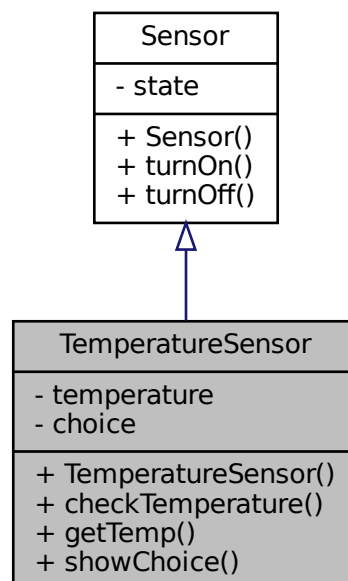 Sensor
- state
+ Sensor()
+ turnOn()
+ turnOff()
TemperatureSensor
- temperature
- choice
+ TemperatureSensor()
+ checkTemperature()
+ getTemp()
+ showChoice()